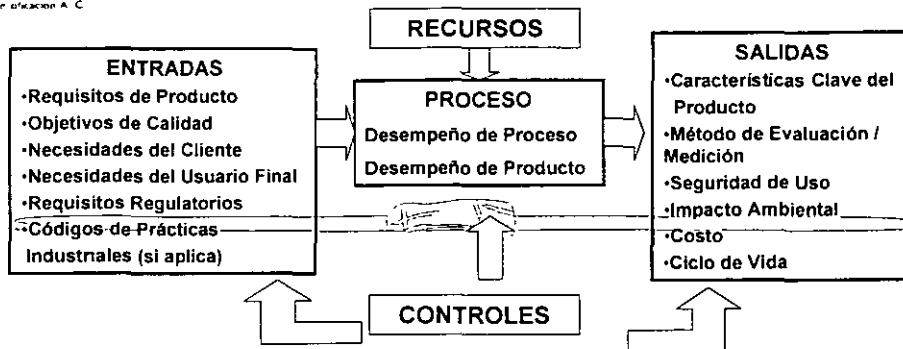 A. C.
RECURSOS
ENTRADAS
•Requisitos de Producto
•Objetivos de Calidad
•Necesidades del Cliente
•Necesidades del Usuario Final
•Requisitos Regulatorios
•Códigos de Prácticas
Industriales (si aplica)
PROCESO
Desempeño de Proceso
Desempeño de Producto
SALIDAS
•Características Clave del
Producto
•Método de Evaluación /
Medición
•Seguridad de Uso
•Impacto Ambiental
•Costo
•Ciclo de Vida
CONTROLES